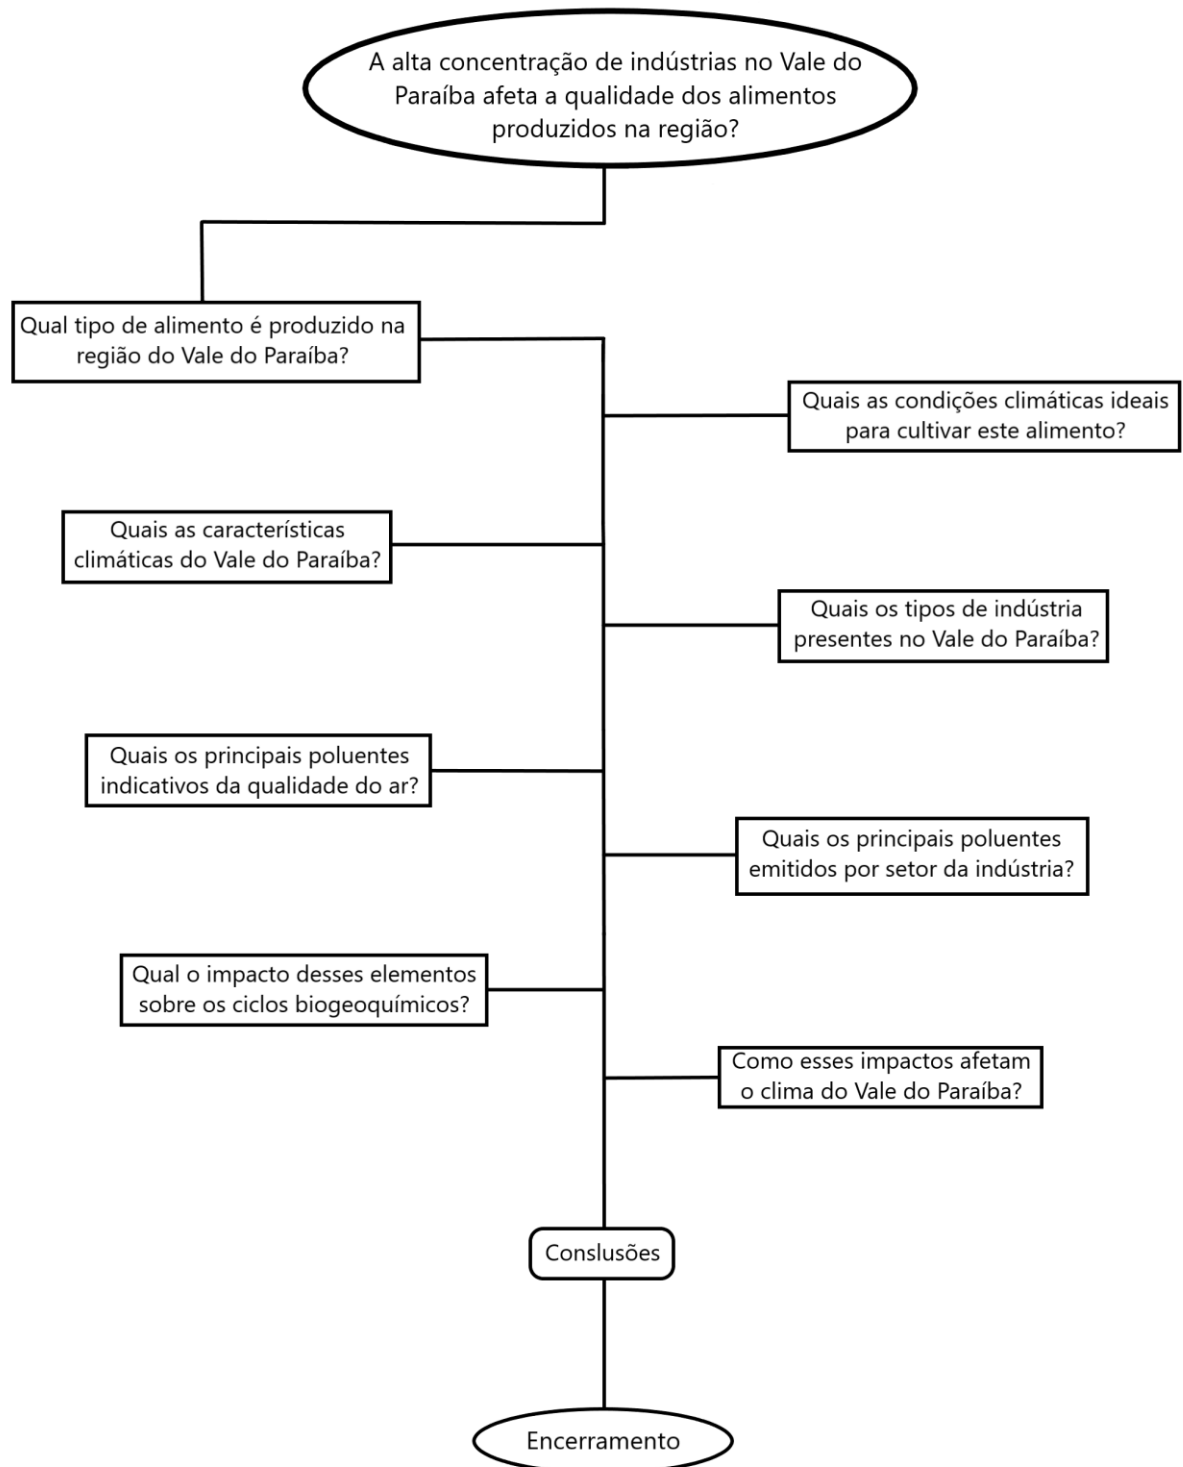 A alta concentração de indústrias no Vale do
Paraíba afeta a qualidade dos alimentos
produzidos na região?
Qual tipo de alimento é produzido na
região do Vale do Paraíba?
Quais as condições climáticas ideais
para cultivar este alimento?
Quais as característícas
climáticas do Vale do Paraíba?
Quais os tipos de indústria
presentes no Vale do Paraíba?
Quais os principais poluentes
indicativos da qualidade do ar?
Quais os principais poluentes
emitidos por setor da indústria?
Qual o impacto desses elementos
sobre os ciclos biogeoquímicos?
Como esses impactos afetam
o clima do Vale do Paraíba?
Conslusões
Encerramento